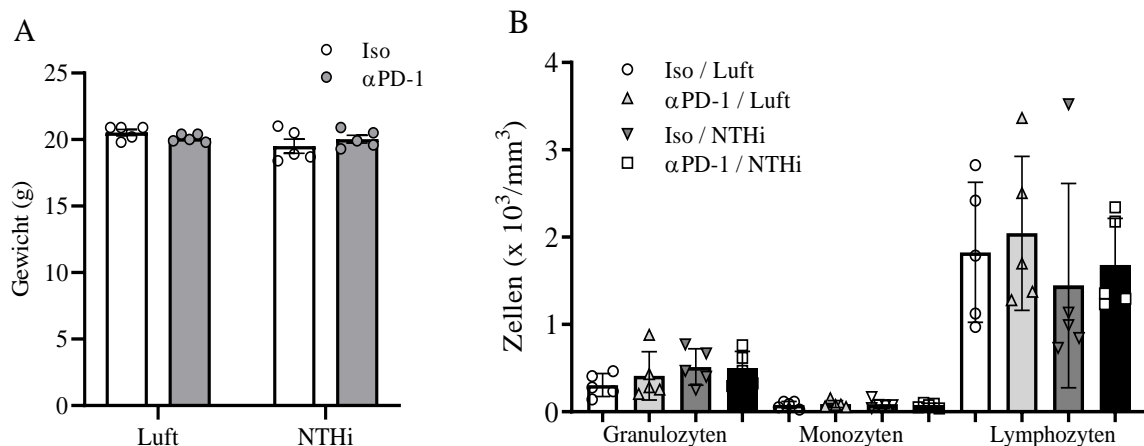 A
Iso
αPD-1
Gewicht (g)
25
20
15
10
5
0
Luft
NTHi
B
Iso / Luft
αPD-1 / Luft
Iso / NTHi
αPD-1 / NTHi
Zellen (x 10³/mm³)
4
3
2
1
0
Granulozyten
Monozyten
Lymphozyten